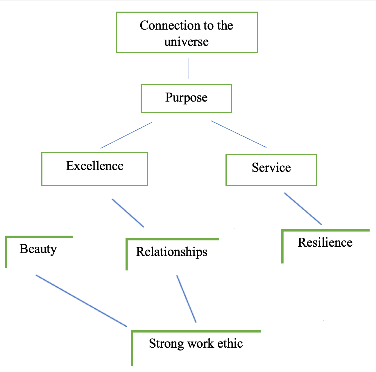 Connection to the
universe
Purpose
Excellence
Service
Beauty
Relationships
Resilience
Strong work ethic